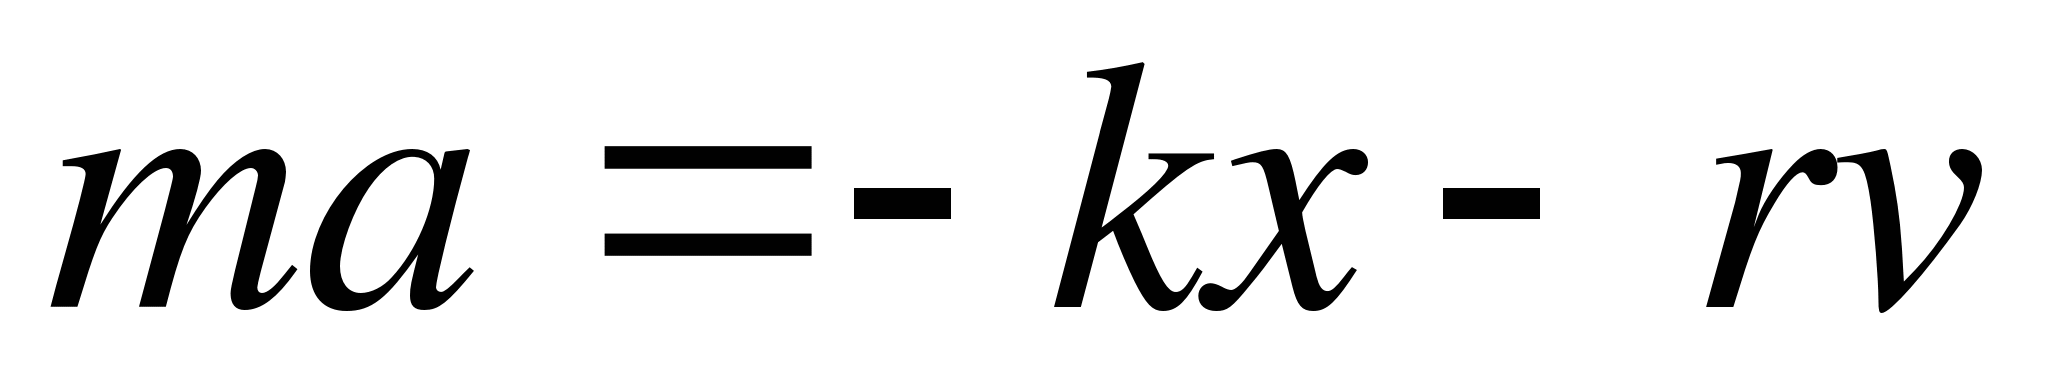 ma =- kx - rv